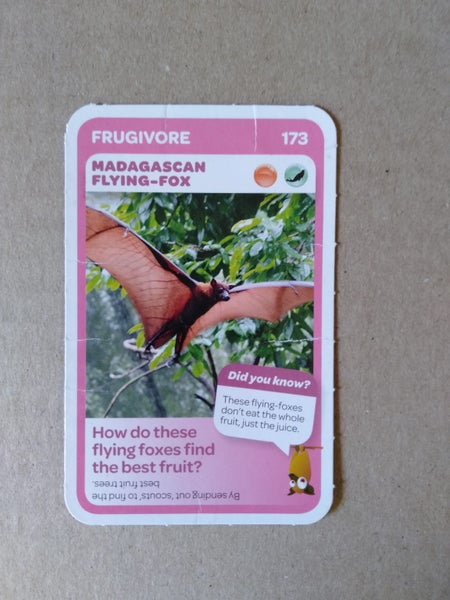 FRUGIVORE 173
MADAGASCAN
FLYING-FOX
Did you know?
These flying-foxes
don't eat the whole
fruit, just the juice.
How do these
flying foxes find
the best fruit?
By sending out 'scouts' to find the
best fruit trees.